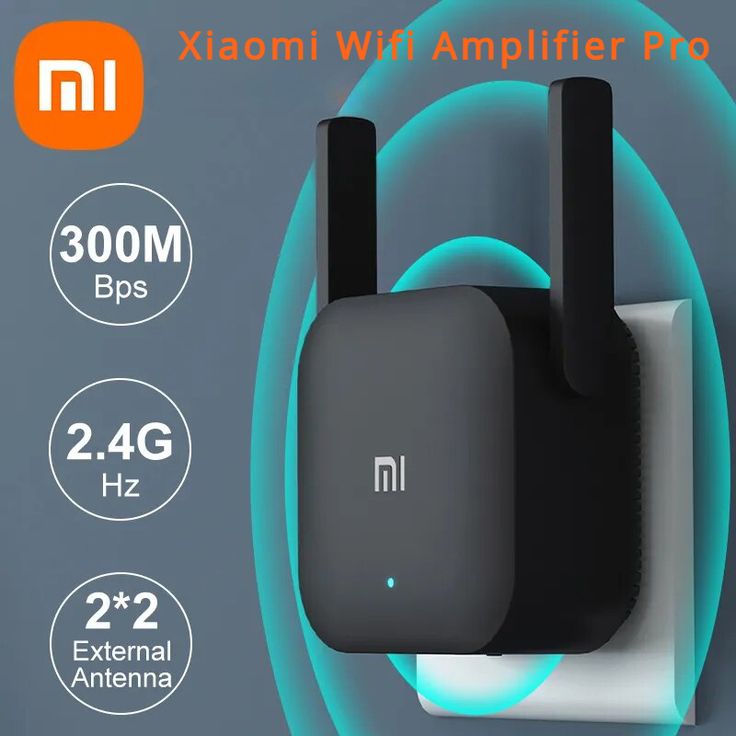 mi
Xiaomi Wifi Amplifier Pro
300M
Bps
2.4G
Hz
2*2
External
Antenna
mi